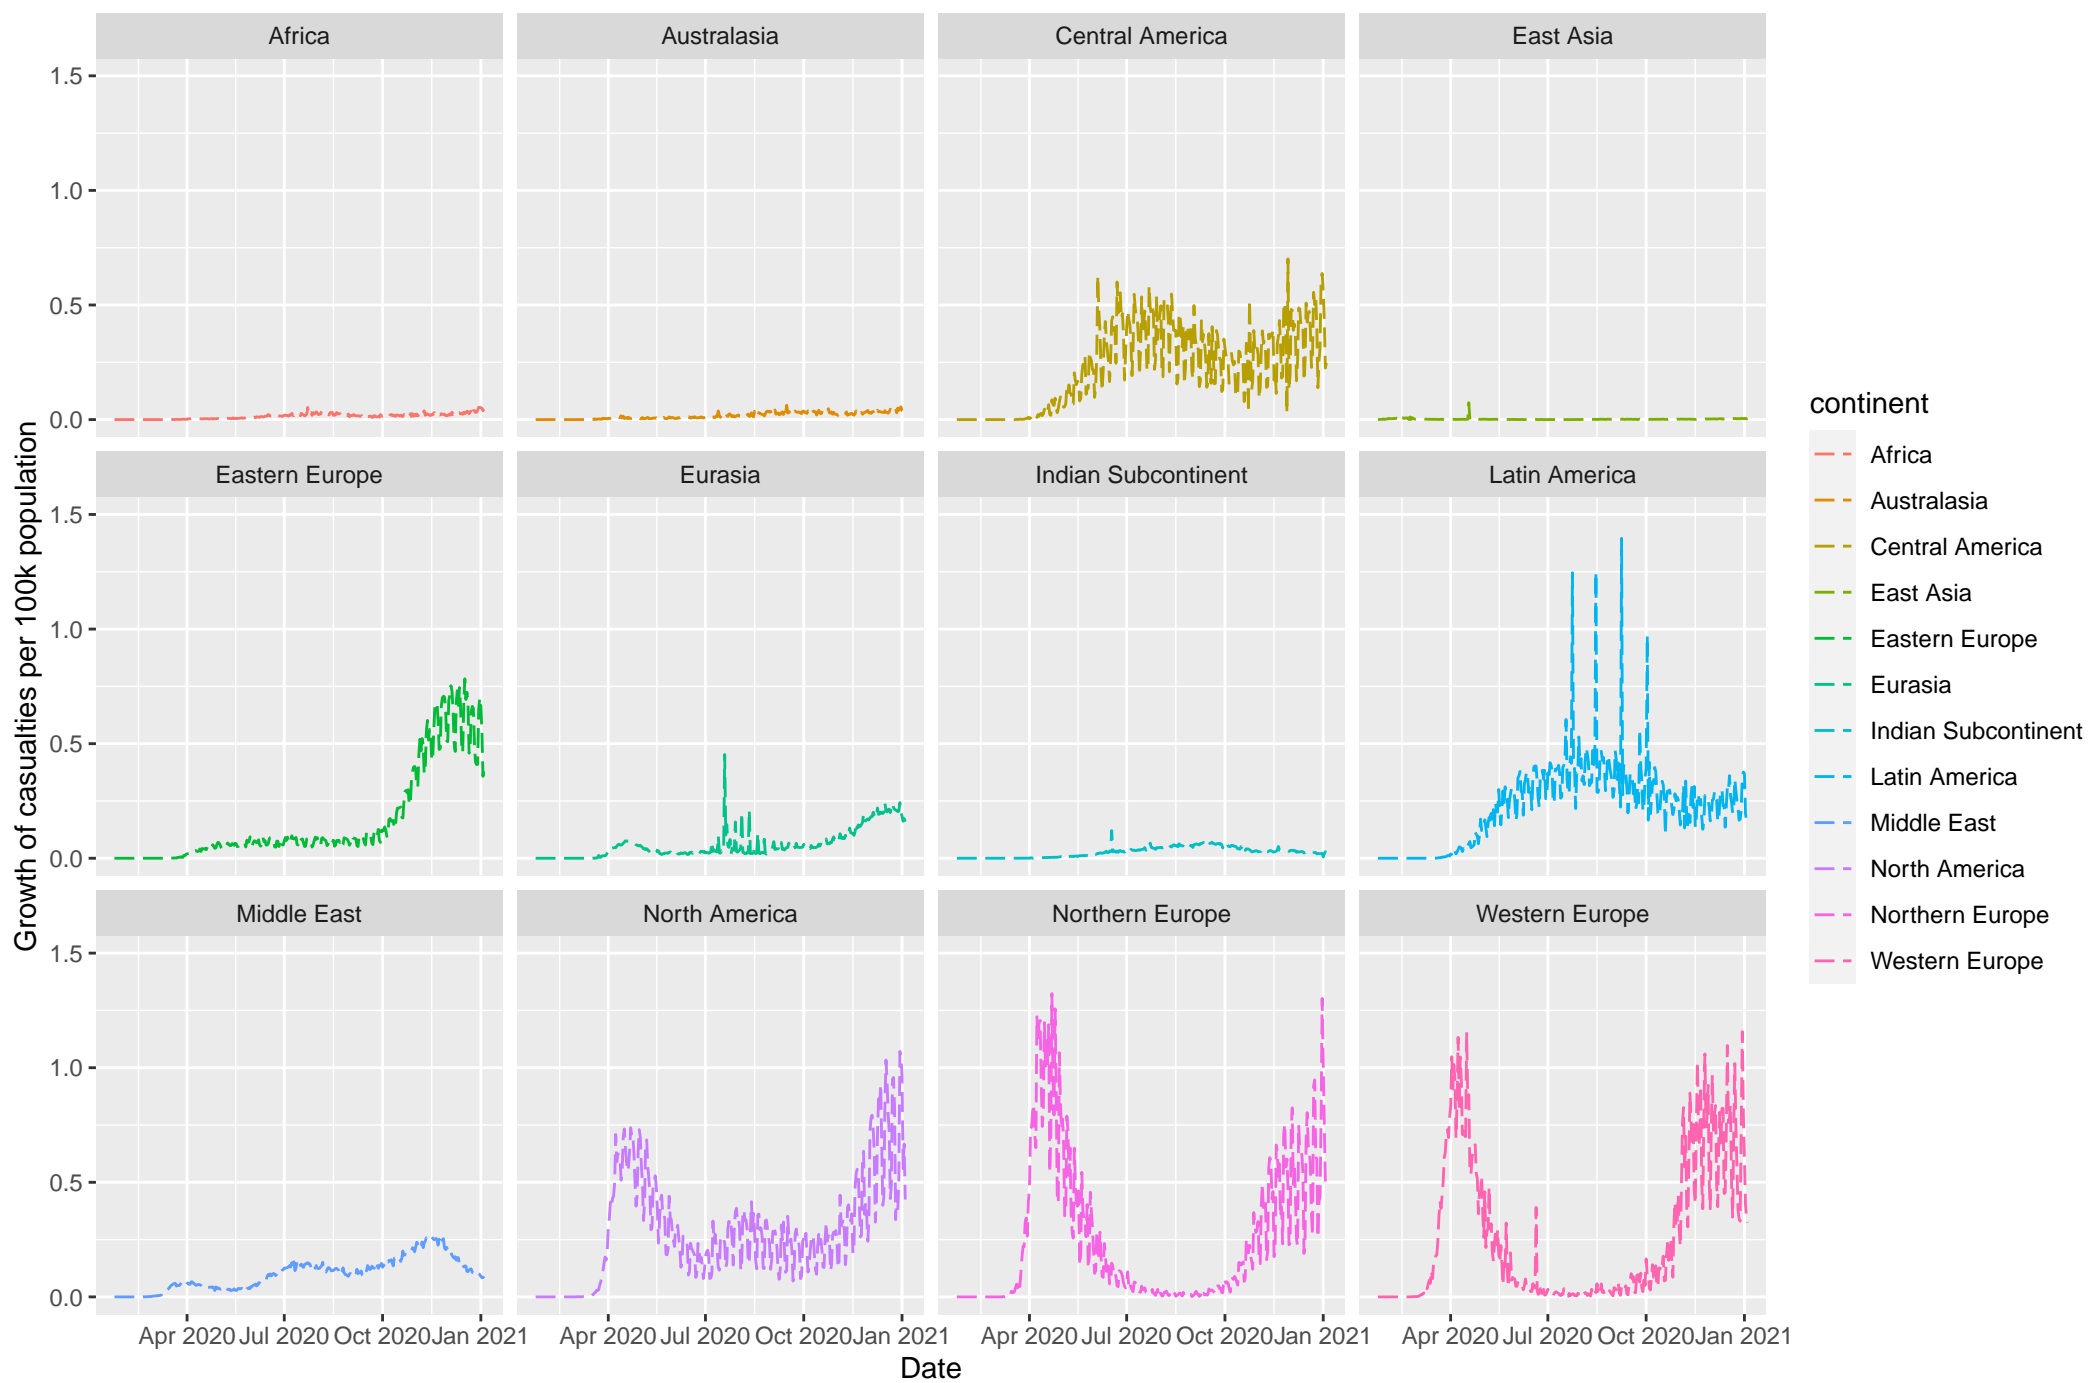 Africa
Australasia
Central America
East Asia
1.5
1.0
0.5
0.0
Eastern Europe
Eurasia
Indian Subcontinent
Latin America
1.5
1.0
0.5
0.0
Middle East
North America
Northern Europe
Western Europe
1.5
1.0
0.5
0.0
Apr 2020 Jul 2020 Oct 2020 Jan 2021
Apr 2020 Jul 2020 Oct 2020 Jan 2021
Apr 2020 Jul 2020 Oct 2020 Jan 2021
Apr 2020 Jul 2020 Oct 2020 Jan 2021
Date
Growth of casualties per 100k population
continent
Africa
Australasia
Central America
East Asia
Eastern Europe
Eurasia
Indian Subcontinent
Latin America
Middle East
North America
Northern Europe
Western Europe